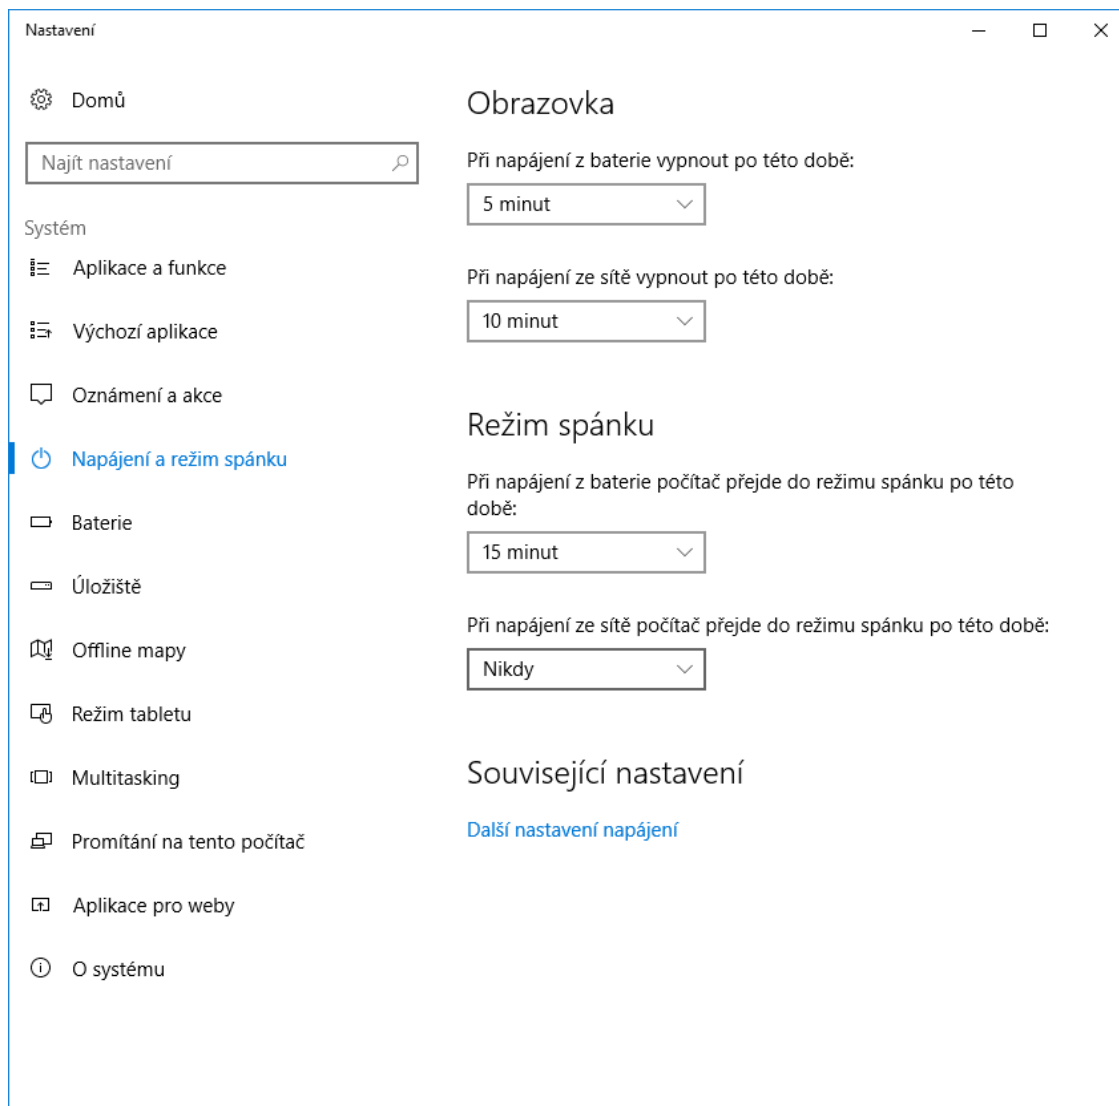 Nastavení
Domů
Najít nastavení
Systém
Aplikace a funkce
Výchozí aplikace
Oznámení a akce
Napájení a režim spánku
Baterie
Úložiště
Offline mapy
Režim tabletu
Multitasking
Promítání na tento počítač
Aplikace pro weby
O systému
Obrazovka
Při napájení z baterie vypnout po této době:
5 minut
Při napájení ze sítě vypnout po této době:
10 minut
Režim spánku
Při napájení z baterie počítač přejde do režimu spánku po této
době:
15 minut
Při napájení ze sítě počítač přejde do režimu spánku po této době:
Nikdy
Související nastavení
Další nastavení napájení